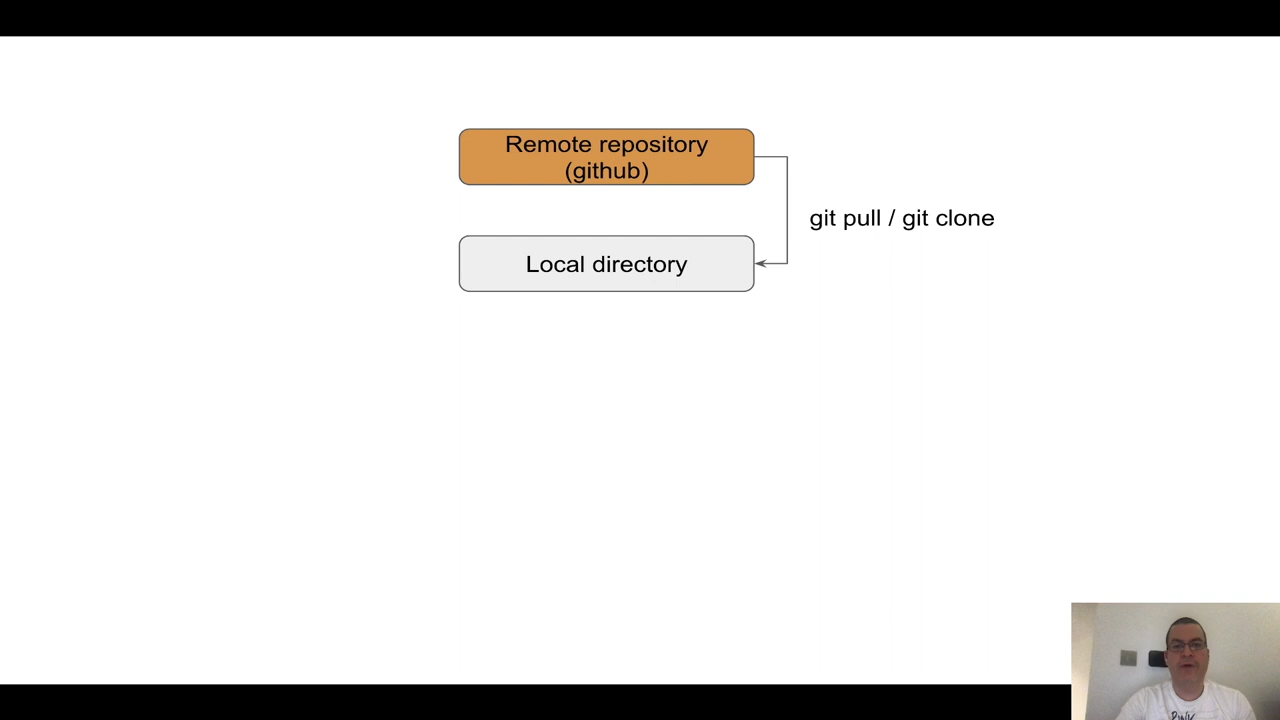 Remote repository
(github)
git pull / git clone
Local directory